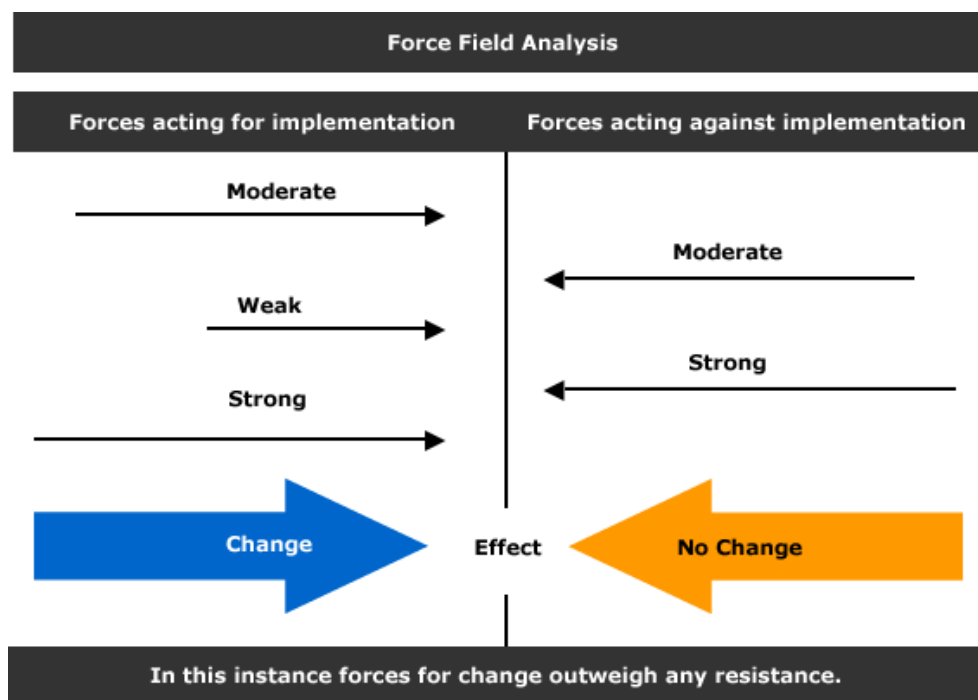 Force Field Analysis
Forces acting for implementation
Forces acting against implementation
Moderate
Weak
Strong
Moderate
Strong
Change
Effect
No Change
In this instance forces for change outweigh any resistance.